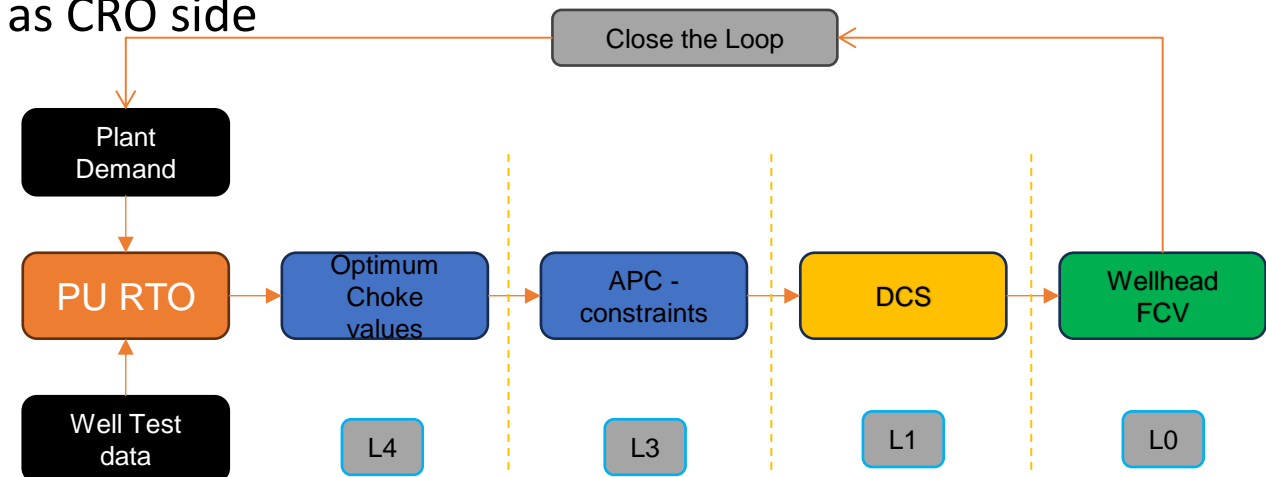 as CRO side
Close the Loop
Plant
Demand
PU RTO
Optimum
Choke
values
APC -
constraints
DCS
Wellhead
FCV
Well Test
data
L4
L3
L1
L0